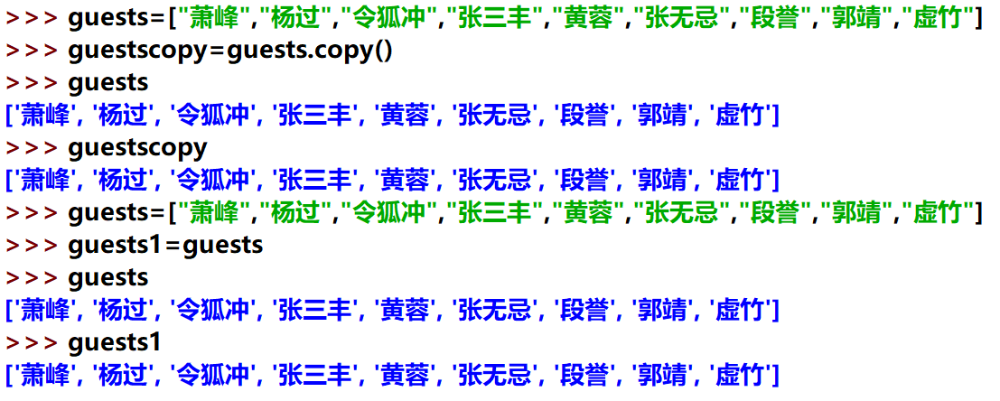 >>> guests=["萧峰","杨过","令狐冲","张三丰","黄蓉","张无忌","段誉","郭靖","虚竹"]
>>> guestscopy=guests.copy()
>>> guests
['萧峰', '杨过', '令狐冲', '张三丰', '黄蓉', '张无忌', '段誉', '郭靖', '虚竹']
>>> guestscopy
['萧峰', '杨过', '令狐冲', '张三丰', '黄蓉', '张无忌', '段誉', '郭靖', '虚竹']
>>> guests=["萧峰","杨过","令狐冲","张三丰","黄蓉","张无忌","段誉","郭靖","虚竹"]
>>> guests1=guests
>>> guests
['萧峰', '杨过', '令狐冲', '张三丰', '黄蓉', '张无忌', '段誉', '郭靖', '虚竹']
>>> guests1
['萧峰', '杨过', '令狐冲', '张三丰', '黄蓉', '张无忌', '段誉', '郭靖', '虚竹']